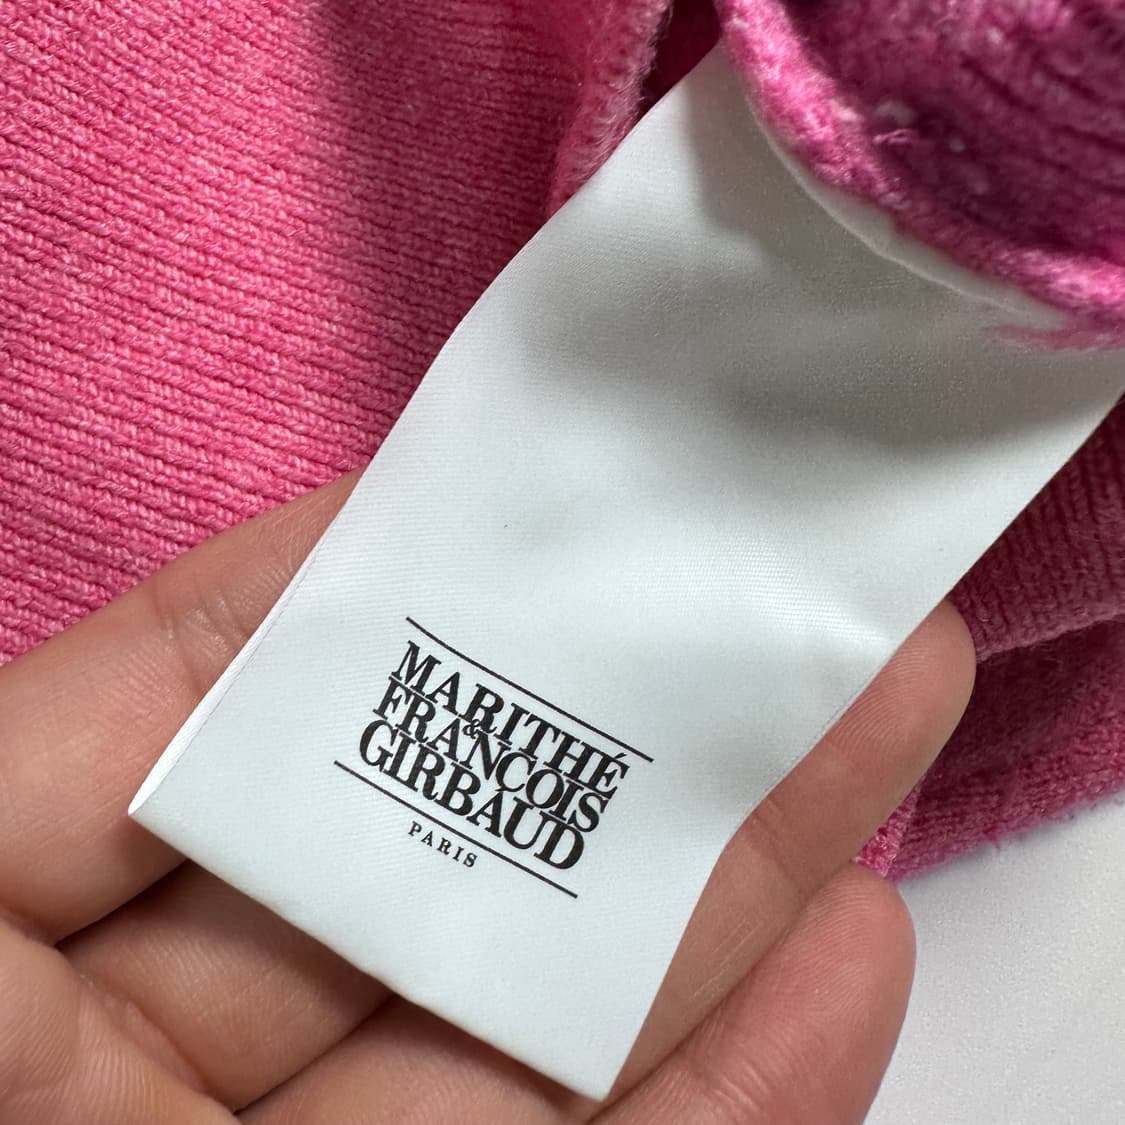 MARITHÉ
&
FRANÇOIS
GIRBAUD
PARIS